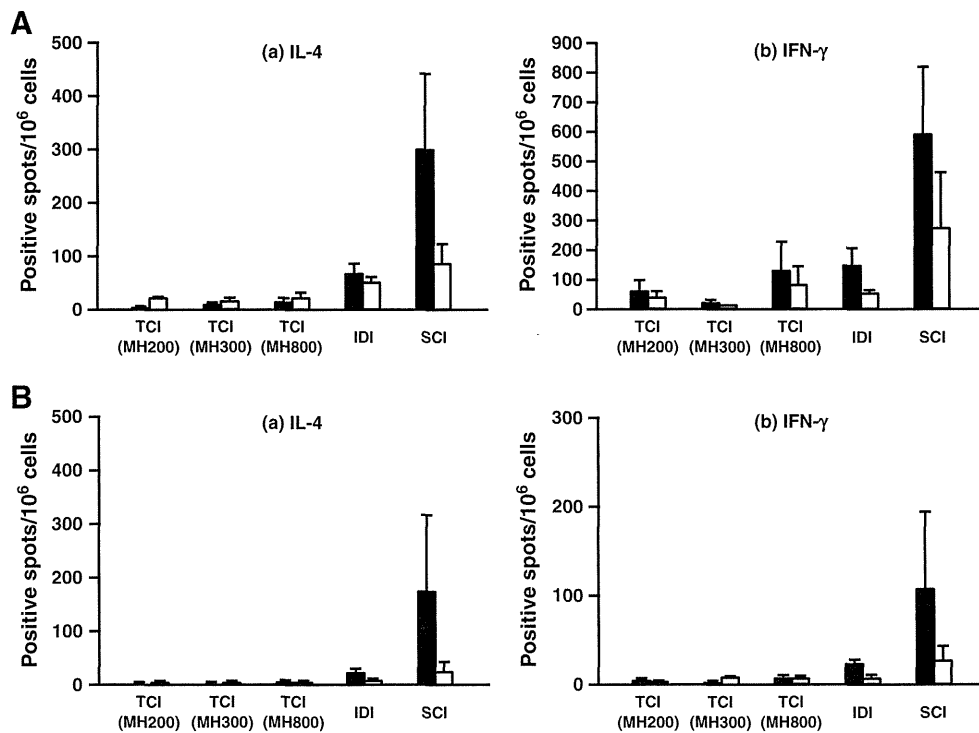 A
(a) IL-4
Positive spots/10⁶ cells
500
400
300
200
100
0
TCI (MH200)
TCI (MH300)
TCI (MH800)
IDI
SCI
(b) IFN-γ
Positive spots/10⁶ cells
900
800
700
600
500
400
300
200
100
0
TCI (MH200)
TCI (MH300)
TCI (MH800)
IDI
SCI
B
(a) IL-4
Positive spots/10⁶ cells
500
400
300
200
100
0
TCI (MH200)
TCI (MH300)
TCI (MH800)
IDI
SCI
(b) IFN-γ
Positive spots/10⁶ cells
300
200
100
0
TCI (MH200)
TCI (MH300)
TCI (MH800)
IDI
SCI